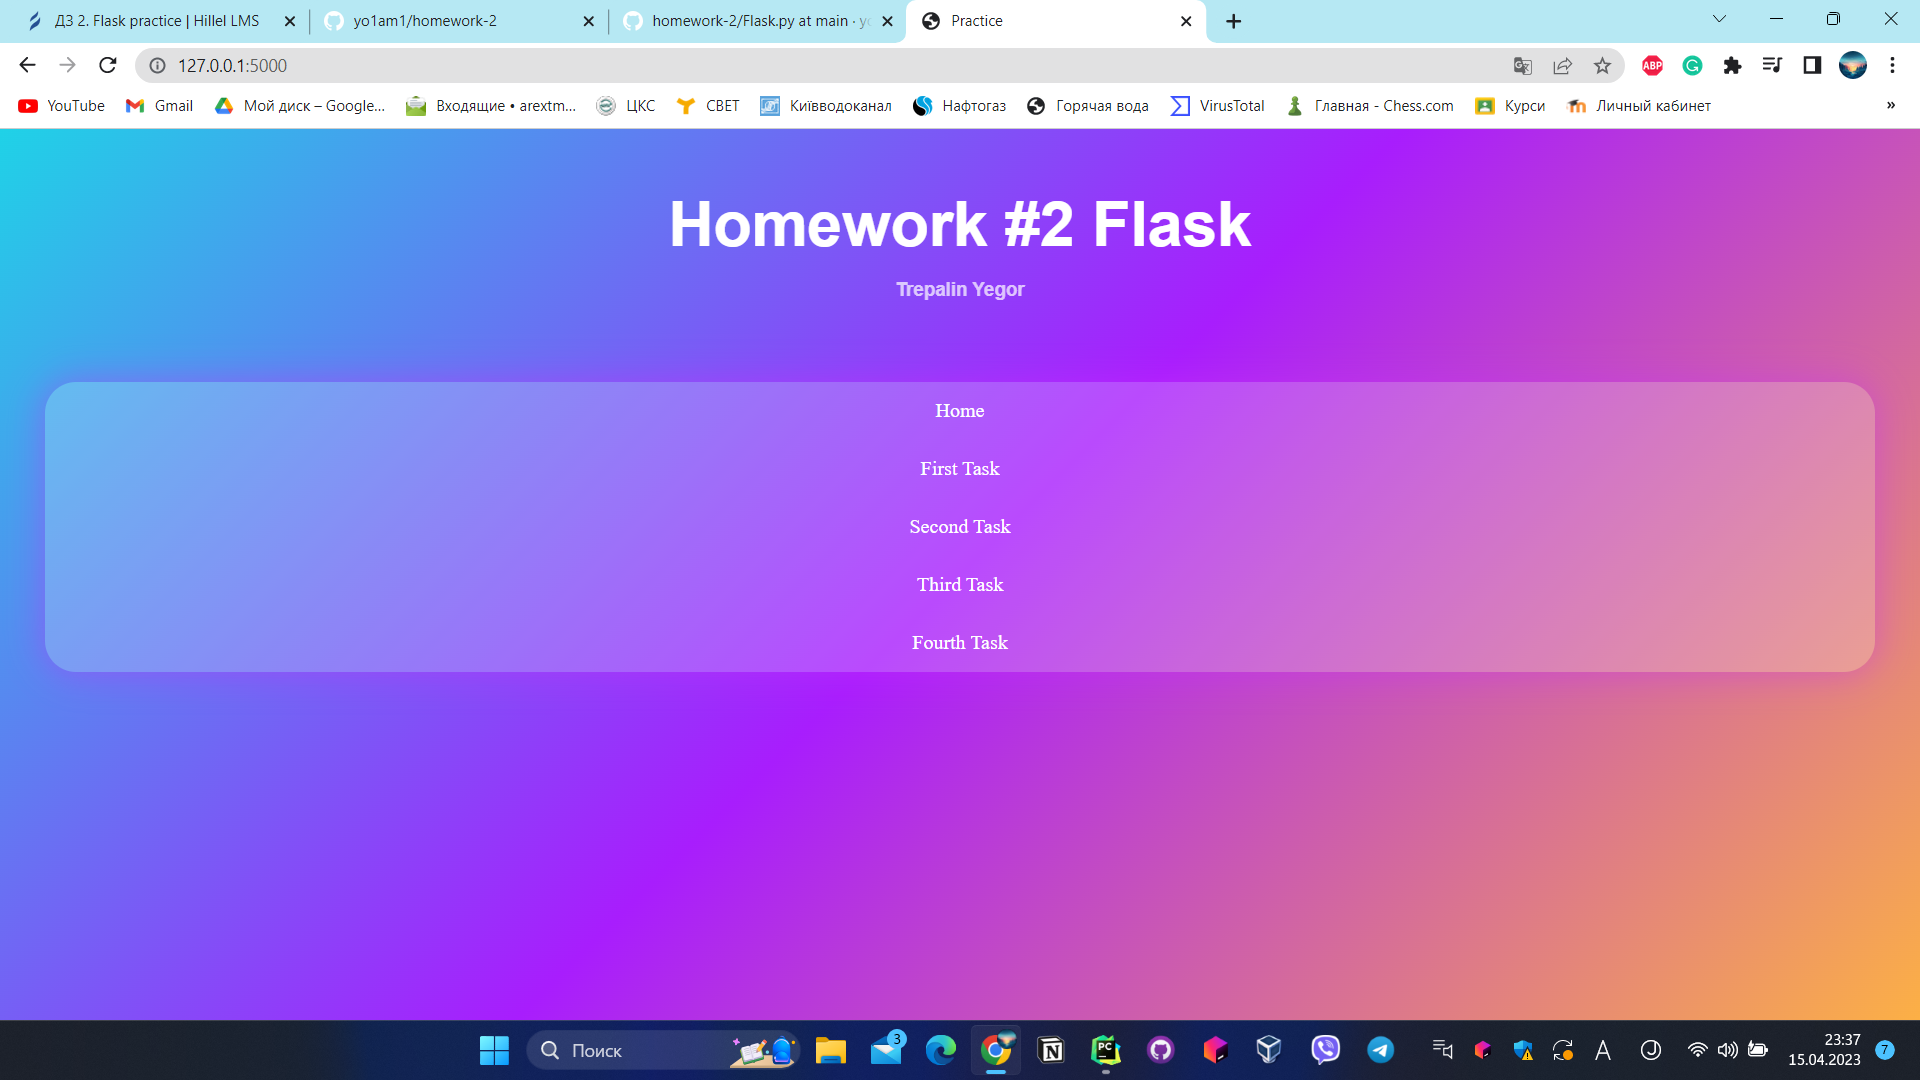 ДЗ 2. Flask practice | Hillel LMS
yo1am1/homework-2
homework-2/Flask.py at main · yo
Practice
127.0.0.1:5000
YouTube
Gmail
Мой диск – Google...
Входящие • arextm...
ЦКС
СВЕТ
Київводоканал
Нафтогаз
Горячая вода
VirusTotal
Главная - Chess.com
Курси
Личный кабинет
»
ABP
Homework #2 Flask
Trepalin Yegor
Home
First Task
Second Task
Third Task
Fourth Task
Поиск
3
PC
A
J
23:37
15.04.2023
7